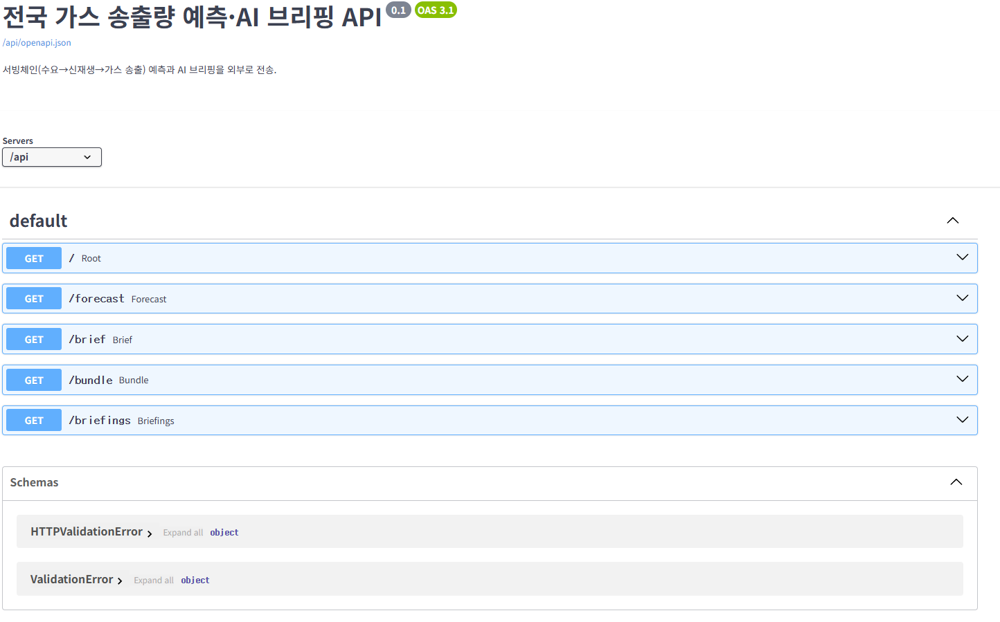 전국 가스 송출량 예측·AI 브리핑 API 0.1 OAS 3.1
/api/openapi.json
서빙체인(수요→신재생→가스 송출) 예측과 AI 브리핑을 외부로 전송.
Servers
/api
default
GET / Root
GET /forecast Forecast
GET /brief Brief
GET /bundle Bundle
GET /briefings Briefings
Schemas
HTTPValidationError Expand all object
ValidationError Expand all object